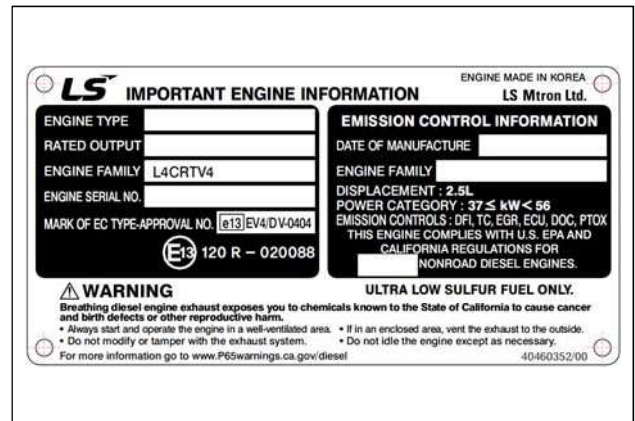 LS IMPORTANT ENGINE INFORMATION
ENGINE MADE IN KOREA
LS Mtron Ltd.
ENGINE TYPE
RATED OUTPUT
ENGINE FAMILY L4CRTV4
ENGINE SERIAL NO.
MARK OF EC TYPE-APPROVAL NO. e13 EV4/DV-0404
E13 120 R - 020088
EMISSION CONTROL INFORMATION
DATE OF MANUFACTURE
ENGINE FAMILY
DISPLACEMENT : 2.5L
POWER CATEGORY : 37≤ kW< 56
EMISSION CONTROLS : DFI, TC, EGR, ECU, DOC, PTOX
THIS ENGINE COMPLIES WITH U.S. EPA AND
CALIFORNIA REGULATIONS FOR
NONROAD DIESEL ENGINES.
WARNING
ULTRA LOW SULFUR FUEL ONLY.
Breathing diesel engine exhaust exposes you to chemicals known to the State of California to cause cancer
and birth defects or other reproductive harm.
• Always start and operate the engine in a well-ventilated area. • If in an enclosed area, vent the exhaust to the outside.
• Do not modify or tamper with the exhaust system. • Do not idle the engine except as necessary.
For more information go to www.P65warnings.ca.gov/diesel
40460352/00